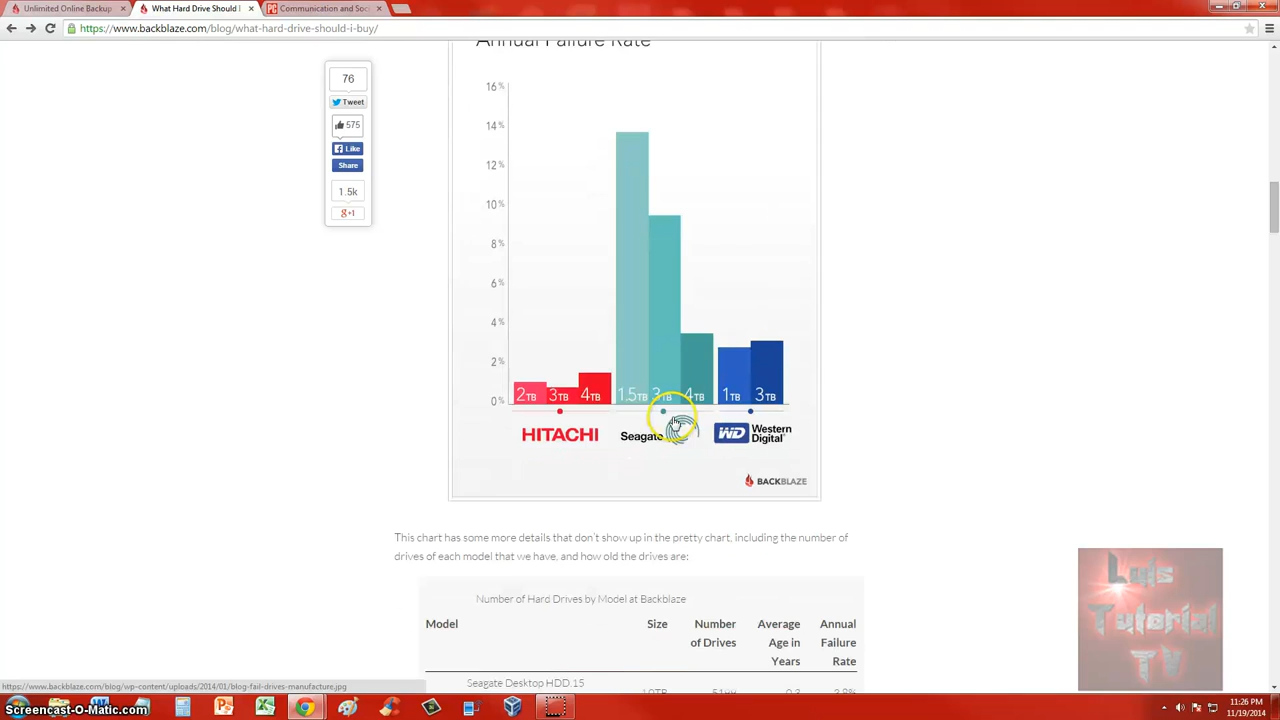 Unlimited Online Backup
What Hard Drive Should I
Communication and Soc
https://www.backblaze.com/blog/what-hard-drive-should-i-buy/
Annual Failure Rate
76
Tweet
575
Like
Share
1.5k
g+1
16%
14%
12%
10%
8%
6%
4%
2%
0%
2TB 3TB 4TB 1.5TB 3TB 4TB 1TB 3TB
HITACHI Seagate WD Western Digital
BACKBLAZE
This chart has some more details that don't show up in the pretty chart, including the number of
drives of each model that we have, and how old the drives are:
Number of Hard Drives by Model at Backblaze
Model Size Number of Drives Average Age in Years Annual Failure Rate
Seagate Desktop HDD.15
Luis
Tutorial
TV
https://www.backblaze.com/blog/wp-content/uploads/2014/01/blog-fail-drives-manufacture.jpg
Screencast-O-Matic.com
11:26 PM
11/19/2014